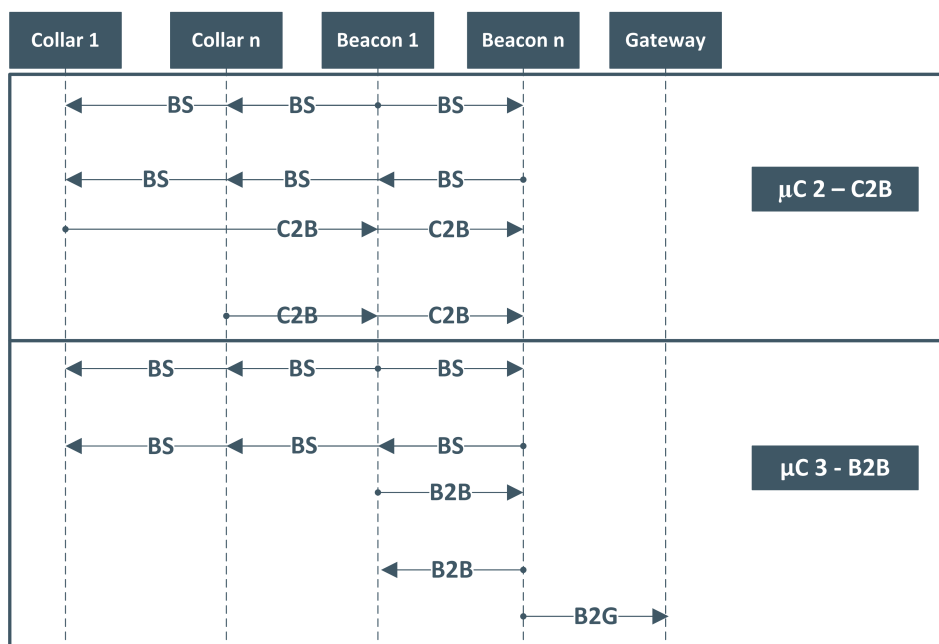 Collar 1 Collar n Beacon 1 Beacon n Gateway
BS BS BS
BS BS BS
μC 2 – C2B
C2B C2B
C2B C2B
BS BS BS
BS BS BS
μC 3 - B2B
B2B
B2B
B2G